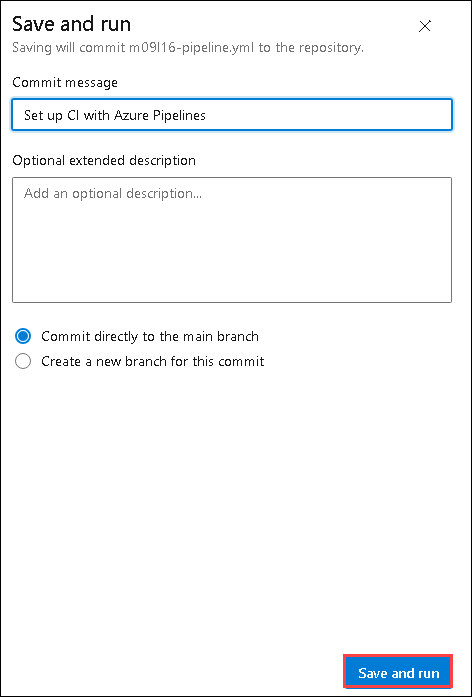 Save and run
Saving will commit m09l16-pipeline.yml to the repository.
Commit message
Set up CI with Azure Pipelines
Optional extended description
Add an optional description...
Commit directly to the main branch
Create a new branch for this commit
Save and run